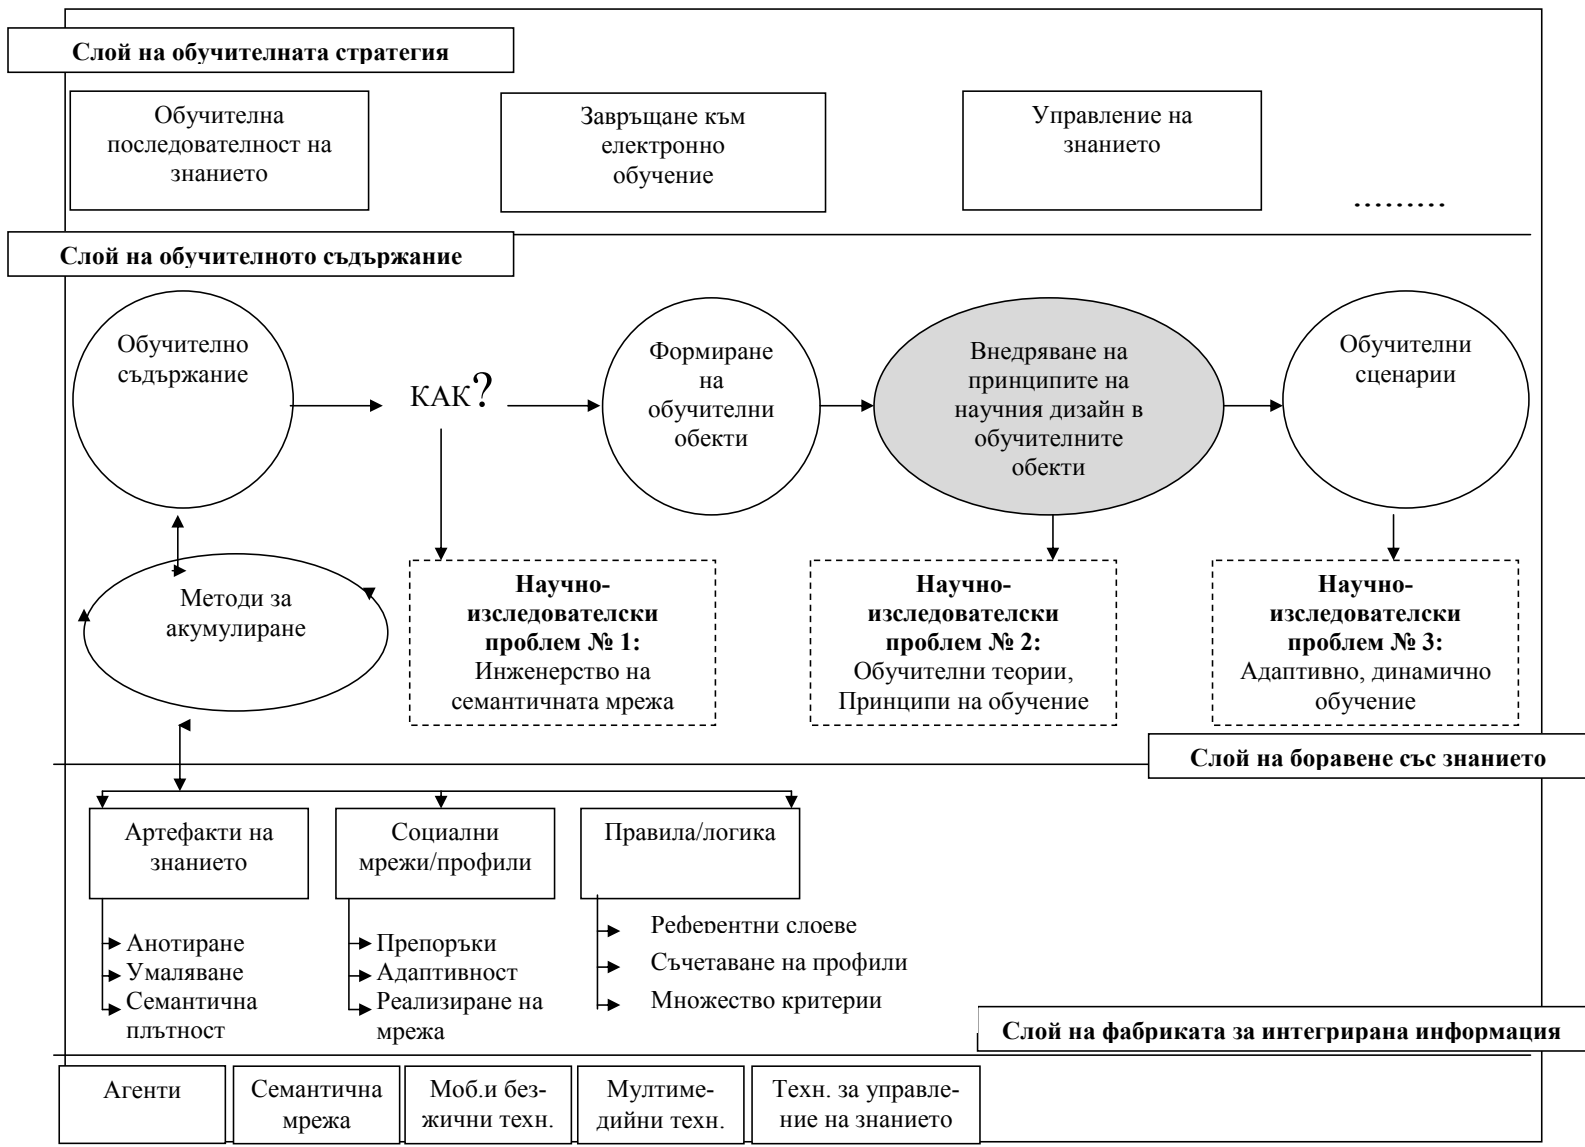 Слой на обучителната стратегия
Обучителна
последователност на
знанието
Завръщане към
електронно
обучение
Управление на
знанието
.........
Слой на обучителното съдържание
Обучително
съдържание
КАК?
Формиране
на
обучителни
обекти
Внедряване на
принципите на
научния дизайн в
обучителните
обекти
Обучителни
сценарии
Методи за
акумулиране
Научно-
изследователски
проблем № 1:
Инженерство на
семантичната мрежа
Научно-
изследователски
проблем № 2:
Обучителни теории,
Принципи на обучение
Научно-
изследователски
проблем № 3:
Адаптивно, динамично
обучение
Слой на боравене със знанието
Артефакти на
знанието
Социални
мрежи/профили
Правила/логика
Анотиране
Умаляване
Семантична
плътност
Препоръки
Адаптивност
Реализиране на
мрежа
Референтни слоеве
Съчетаване на профили
Множество критерии
Слой на фабриката за интегрирана информация
Агенти
Семантична
мрежа
Моб.и без-
жични техн.
Мултиме-
дийни техн.
Техн. за управле-
ние на знанието